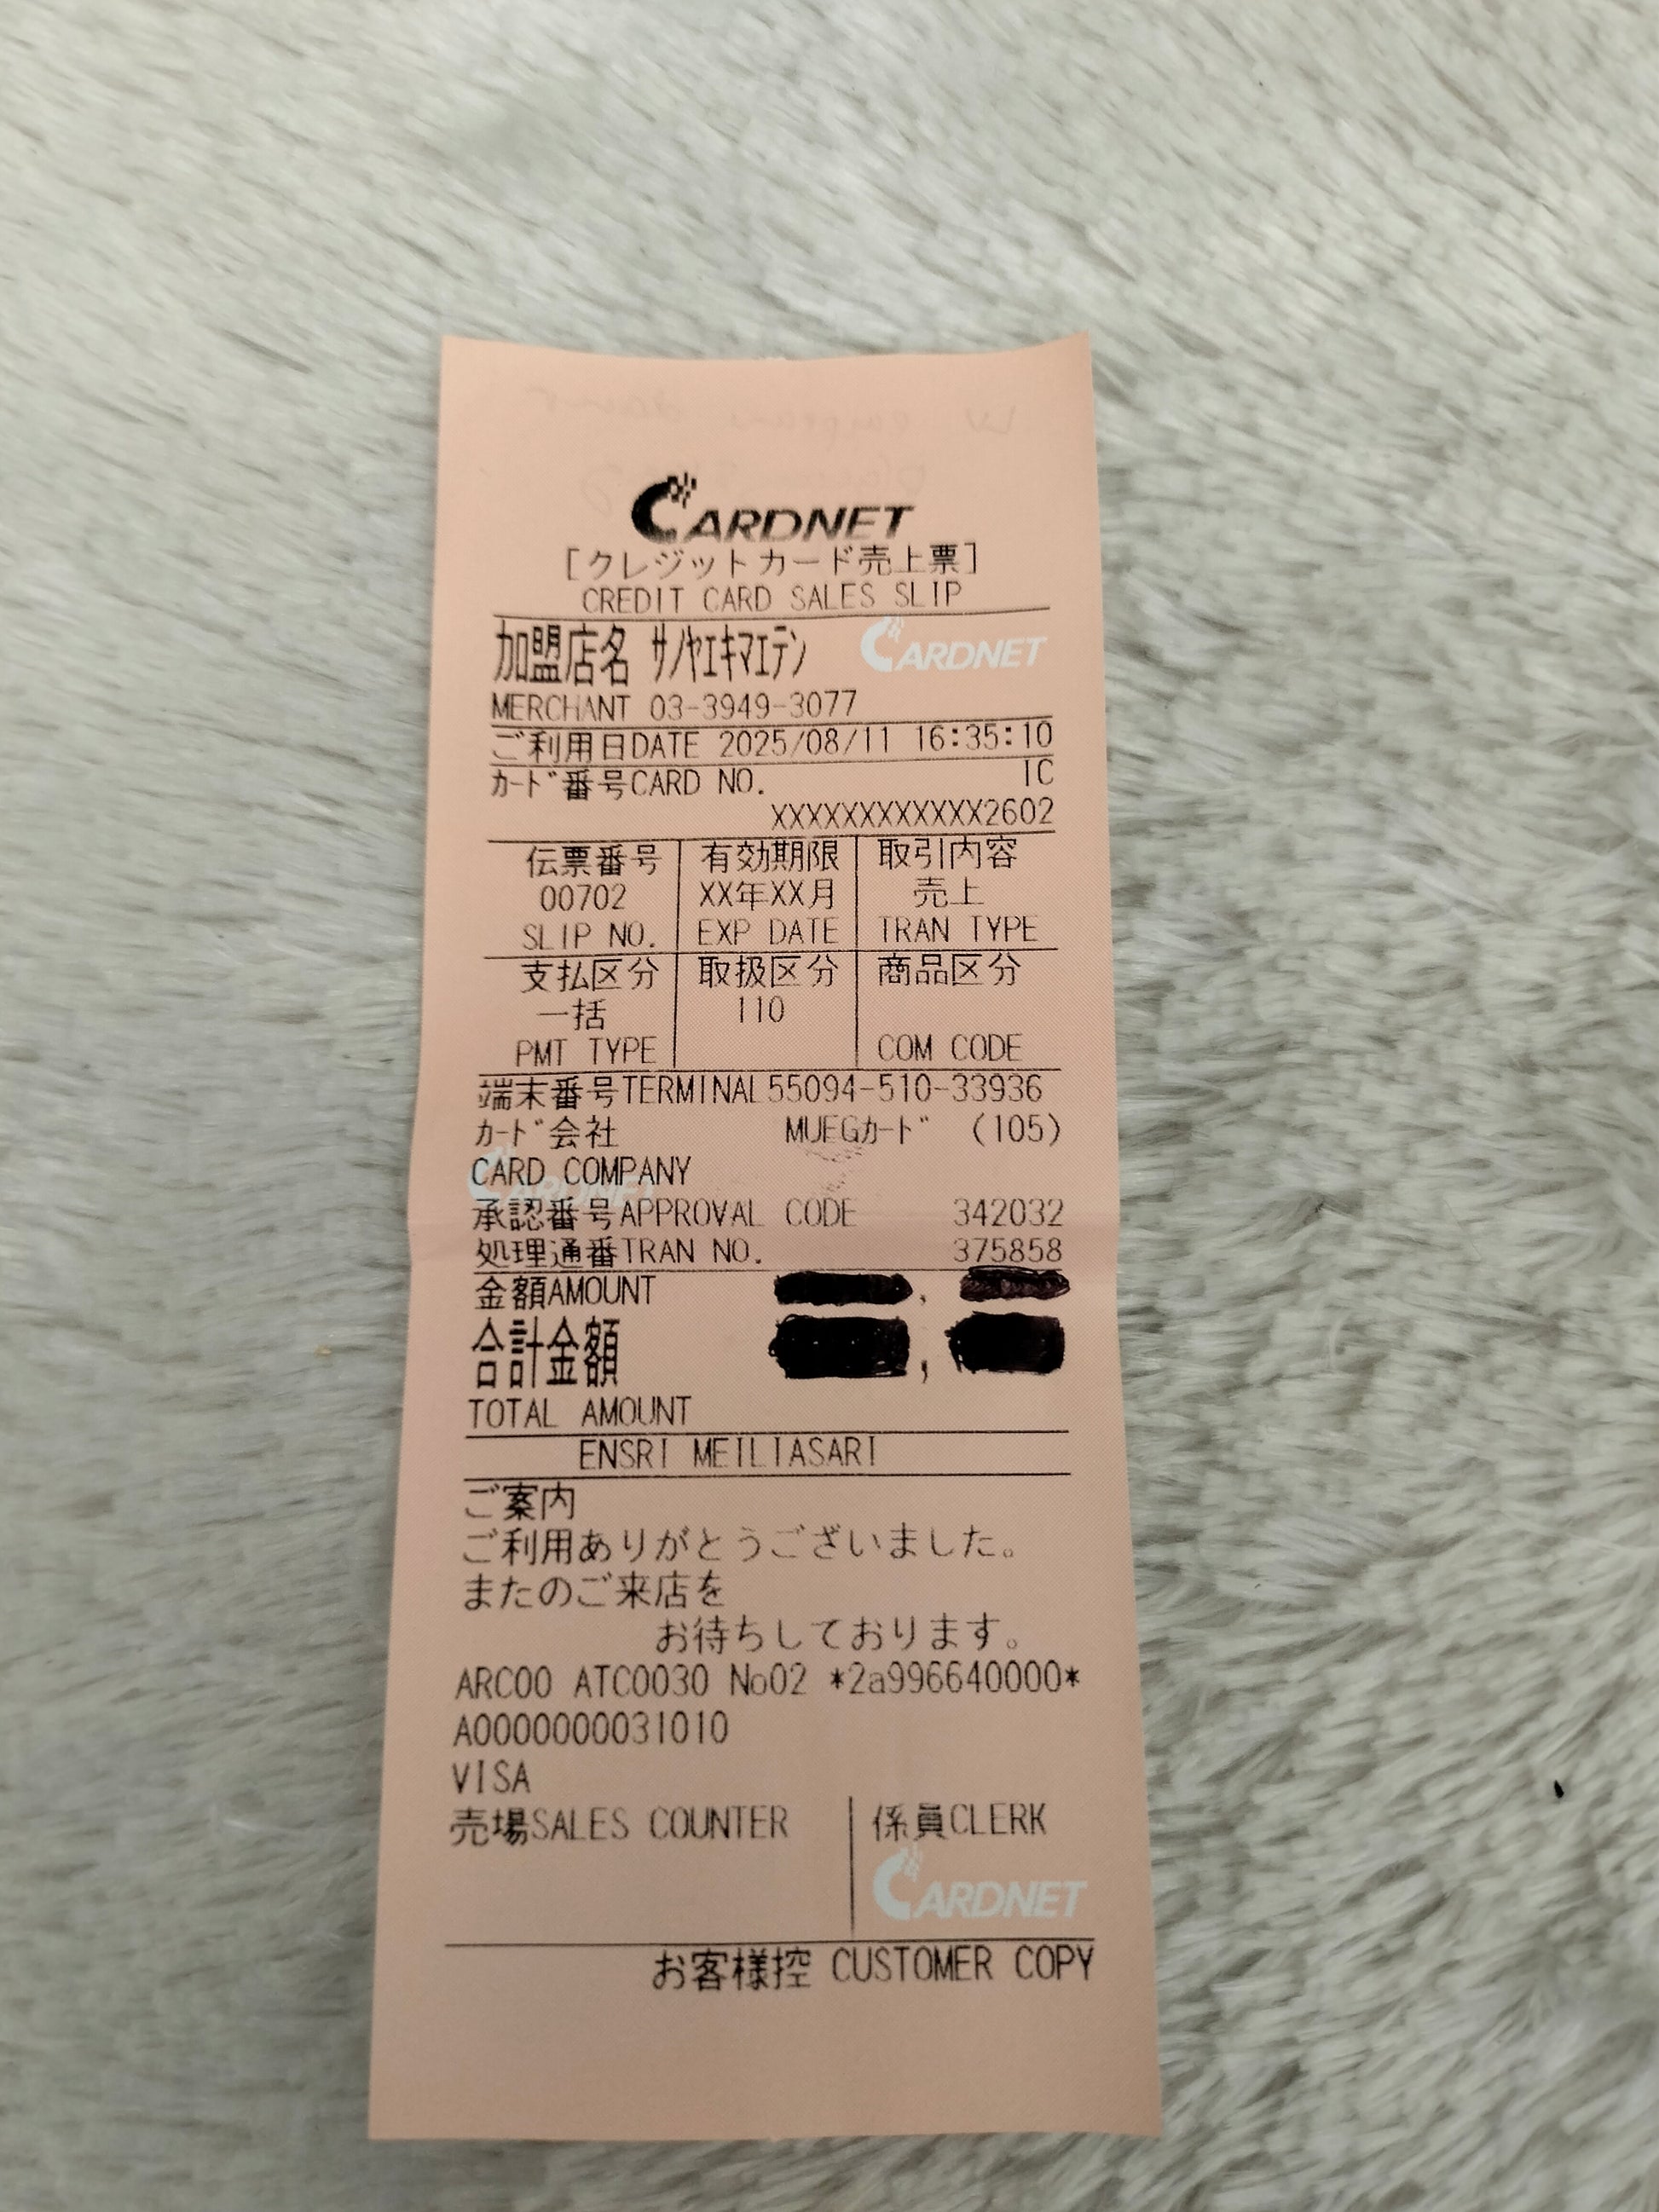 CARDNET
[クレジットカード売上票]
CREDIT CARD SALES SLIP
加盟店名 サノヤエキマエテン
CARDNET
MERCHANT 03-3949-3077
ご利用日DATE 2025/08/11 16:35:10
カード番号CARD NO. IC
XXXXXXXXXXXX2602
伝票番号 有効期限 取引内容
00702 XX年XX月 売上
SLIP NO. EXP DATE TRAN TYPE
支払区分 取扱区分 商品区分
一括 110
PMT TYPE COM CODE
端末番号TERMINAL55094-510-33936
カード会社 MUFGカード (105)
CARD COMPANY
承認番号APPROVAL CODE 342032
処理通番TRAN NO. 375858
金額AMOUNT ,
合計金額 ,
TOTAL AMOUNT
ENSRI MEILIASARI
ご案内
ご利用ありがとうございました。
またのご来店を
お待ちしております。
ARC00 ATC0030 No02 *2a996640000*
A0000000031010
VISA
売場SALES COUNTER 係員CLERK
CARDNET
お客様控 CUSTOMER COPY